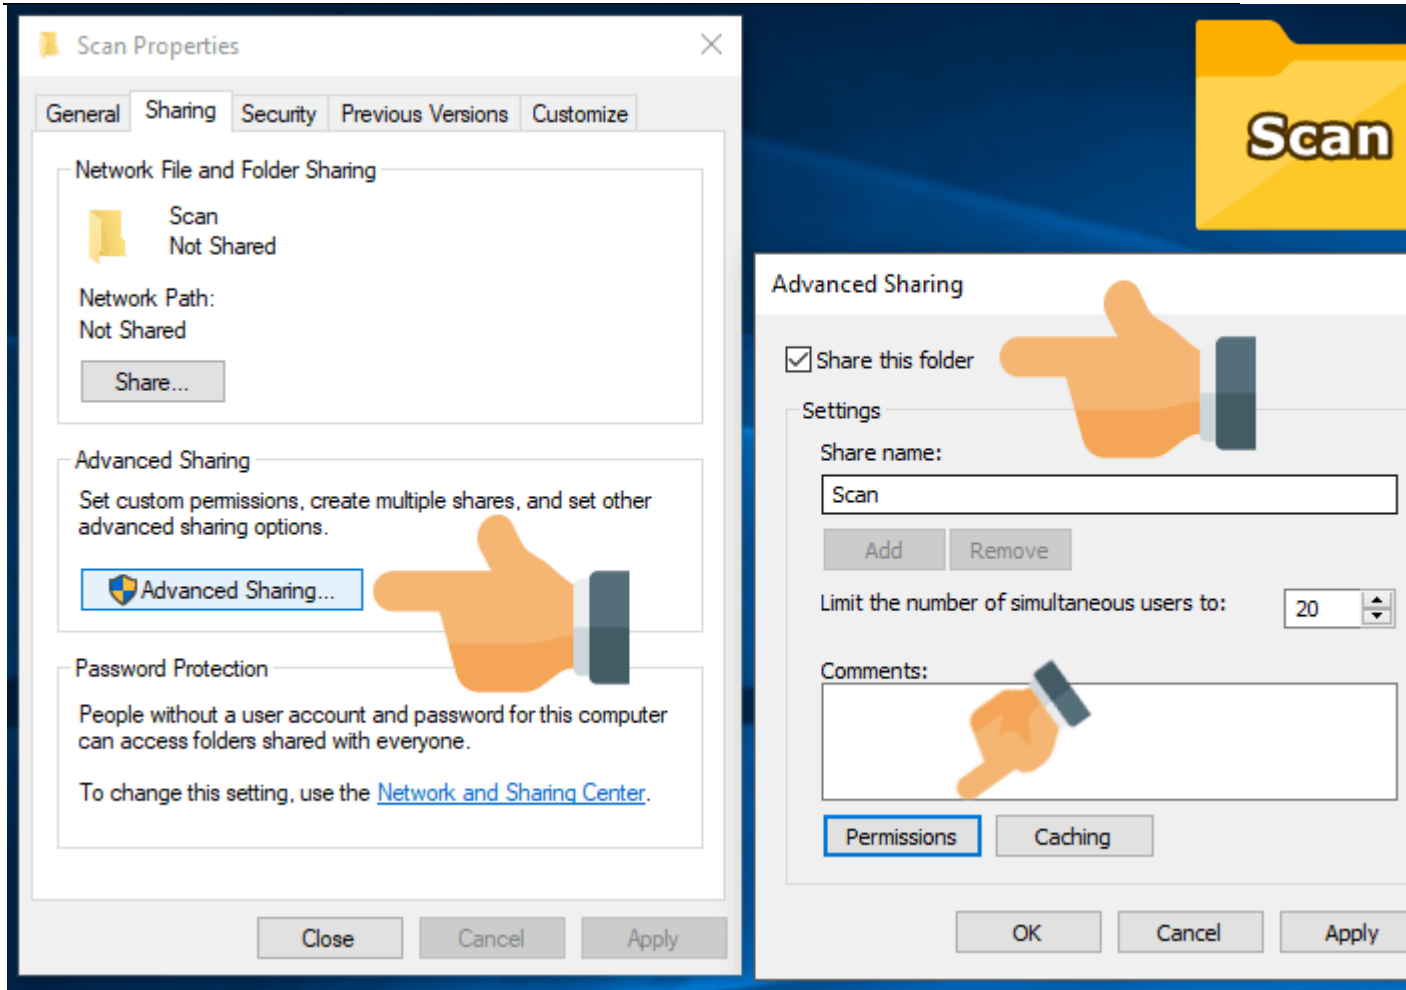 Scan Properties
General Sharing Security Previous Versions Customize
Network File and Folder Sharing
Scan
Not Shared
Network Path:
Not Shared
Share...
Advanced Sharing
Set custom permissions, create multiple shares, and set other
advanced sharing options.
Advanced Sharing...
Password Protection
People without a user account and password for this computer
can access folders shared with everyone.
To change this setting, use the Network and Sharing Center.
Close Cancel Apply
Scan
Advanced Sharing
Share this folder
Settings
Share name:
Scan
Add Remove
Limit the number of simultaneous users to: 20
Comments:
Permissions Caching
OK Cancel Apply